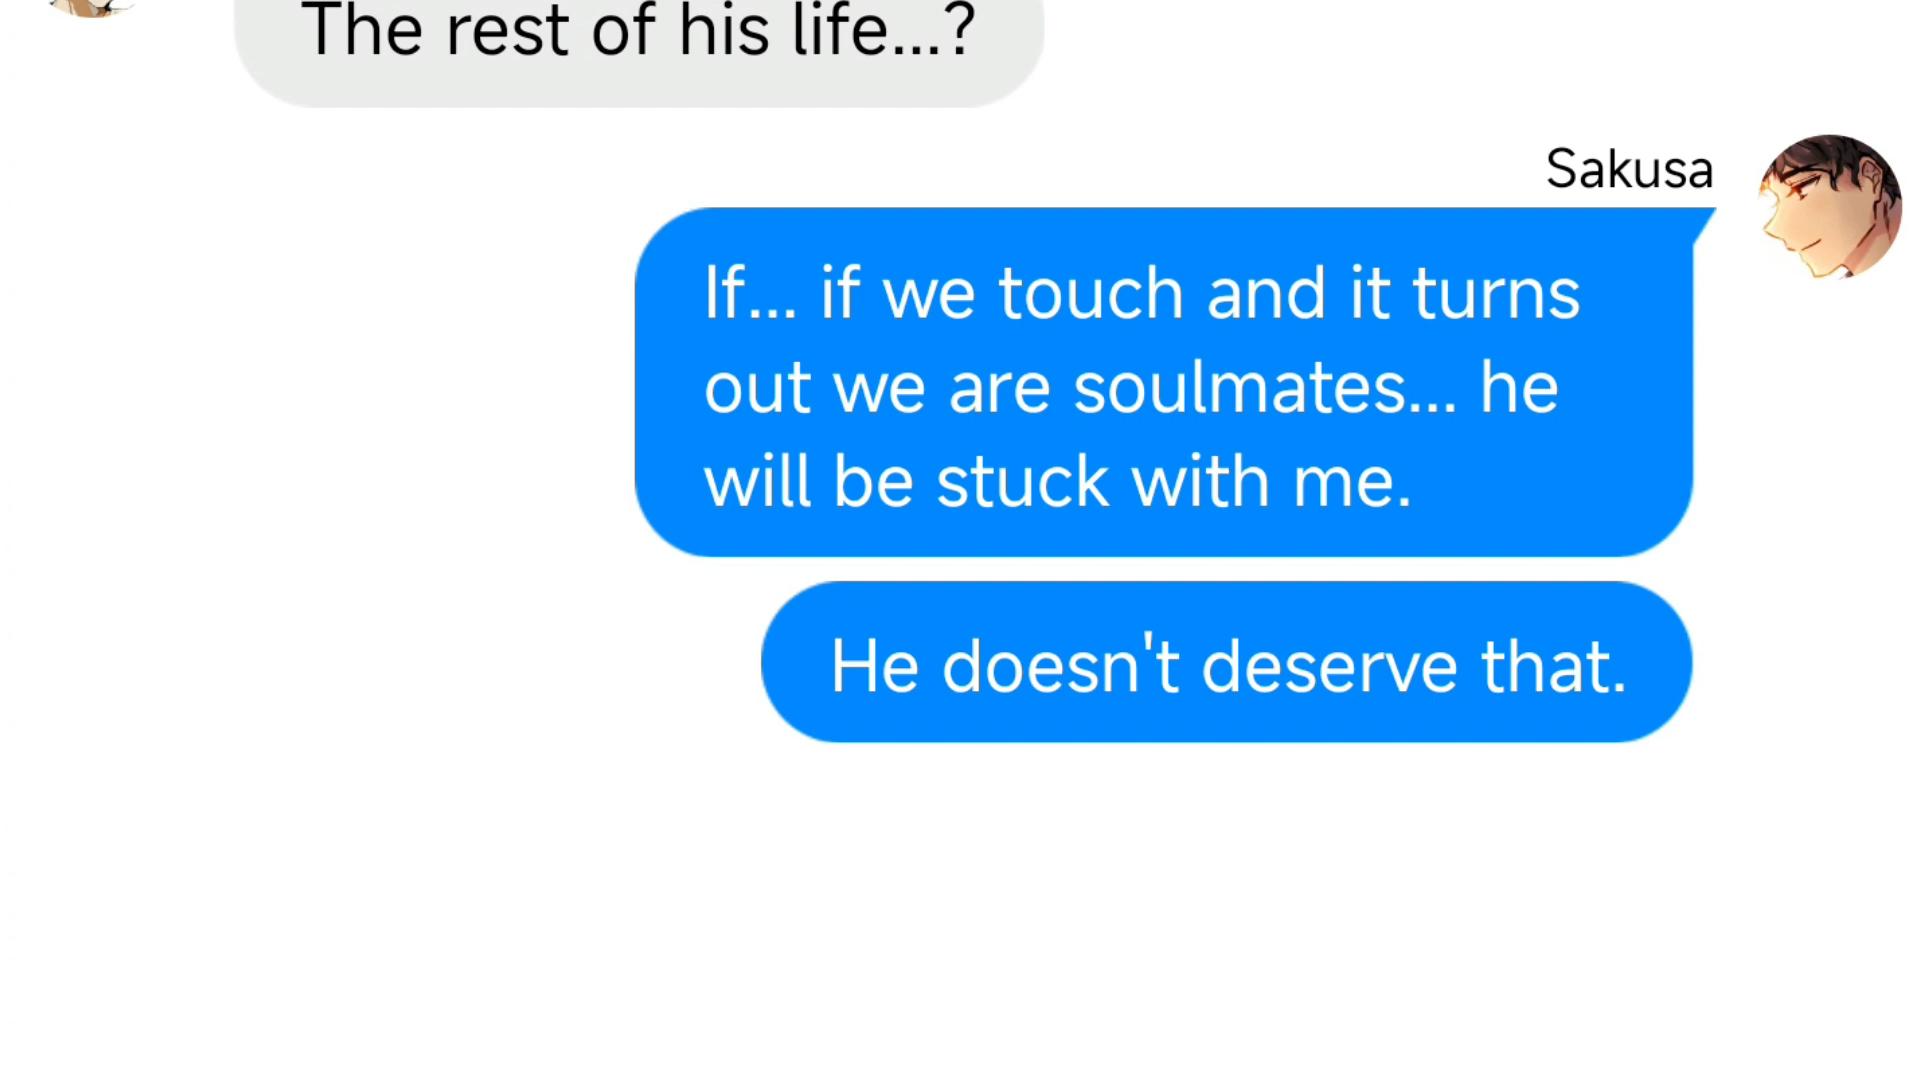 The rest of his life...?
Sakusa
If... if we touch and it turns
out we are soulmates... he
will be stuck with me.
He doesn't deserve that.